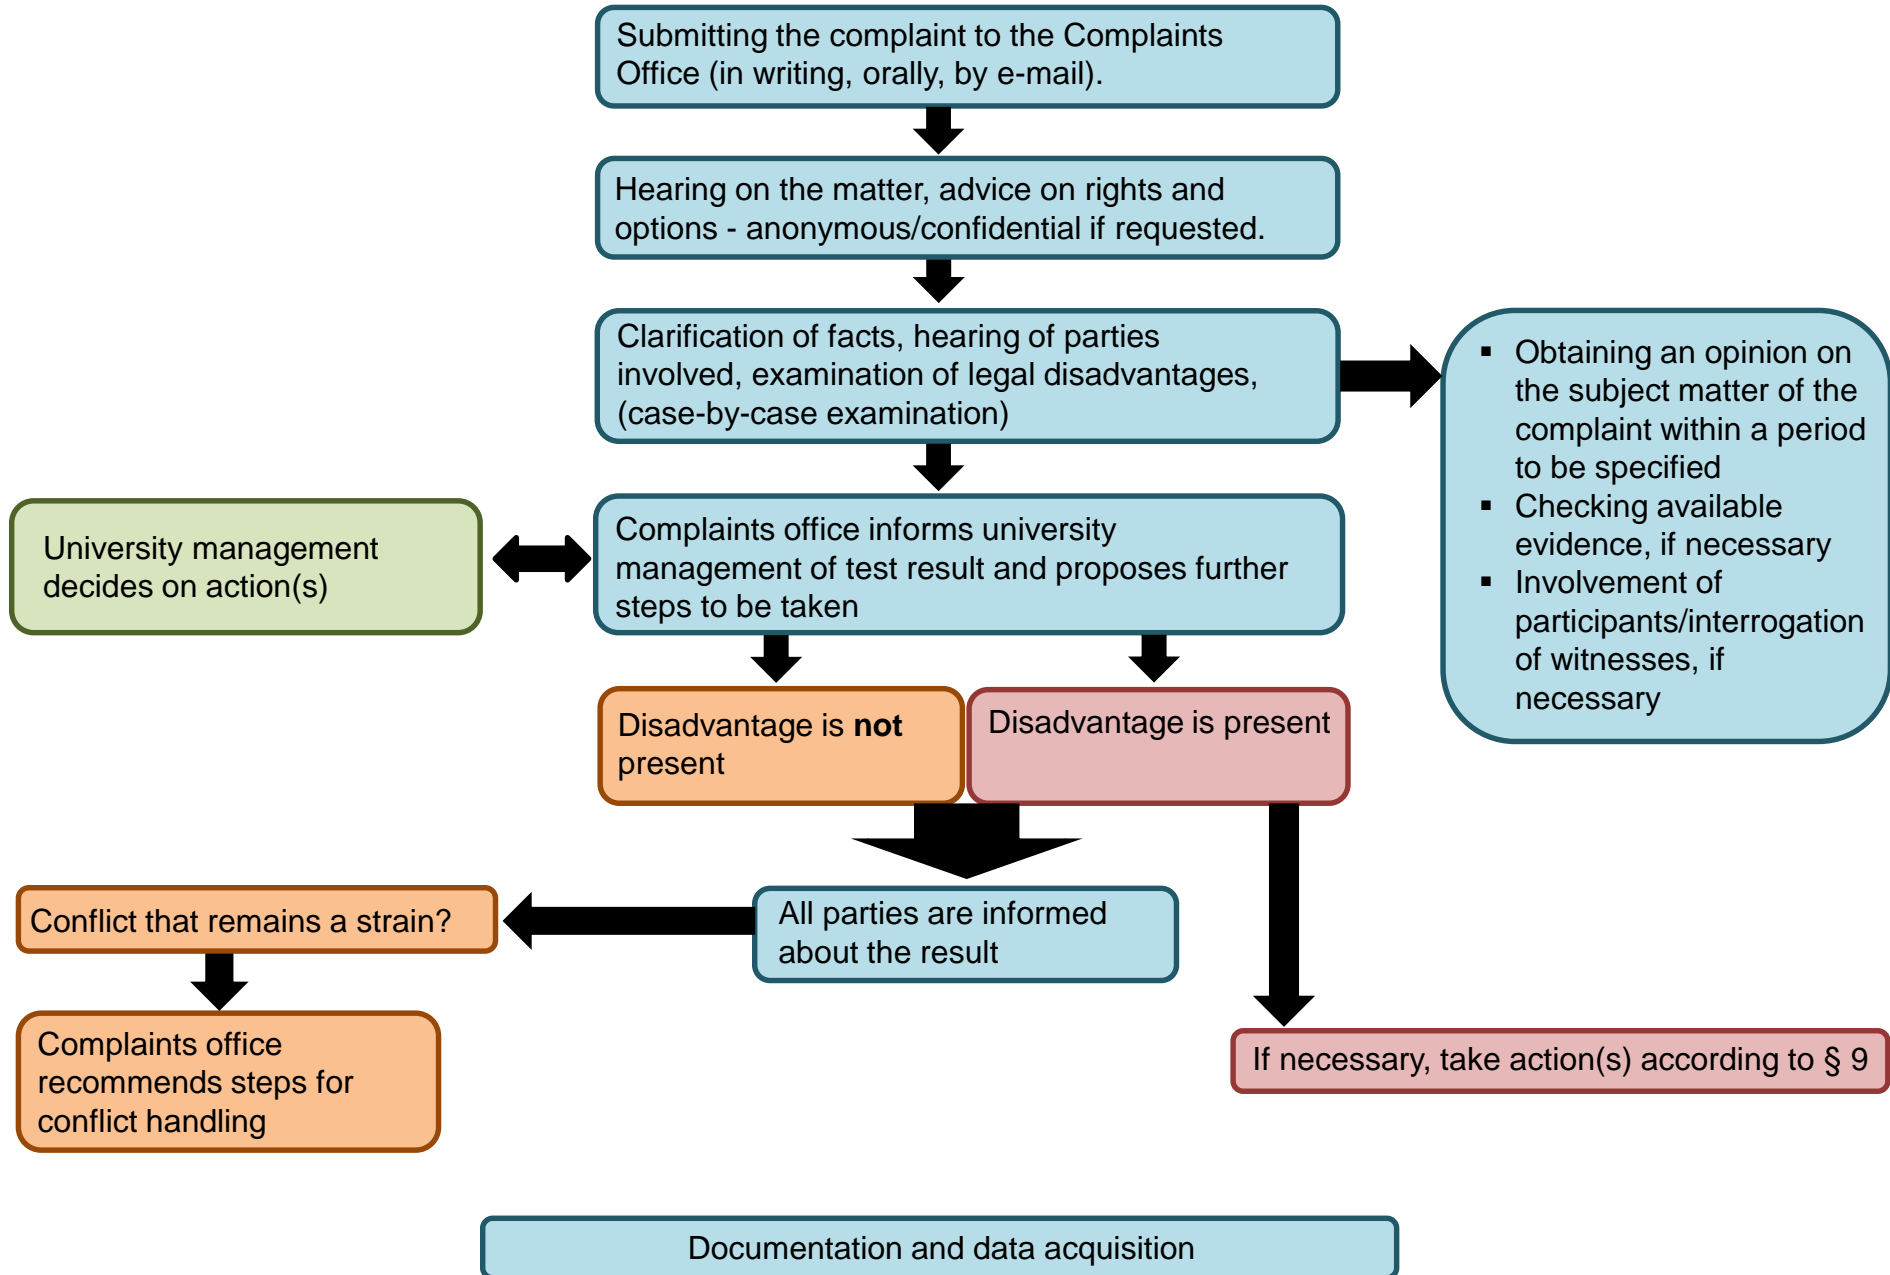 Submitting the complaint to the Complaints
Office (in writing, orally, by e-mail).
Hearing on the matter, advice on rights and
options - anonymous/confidential if requested.
Clarification of facts, hearing of parties
involved, examination of legal disadvantages,
(case-by-case examination)
▪ Obtaining an opinion on
the subject matter of the
complaint within a period
to be specified
▪ Checking available
evidence, if necessary
▪ Involvement of
participants/interrogation
of witnesses, if
necessary
University management
decides on action(s)
Complaints office informs university
management of test result and proposes further
steps to be taken
Disadvantage is not
present
Disadvantage is present
All parties are informed
about the result
Conflict that remains a strain?
Complaints office
recommends steps for
conflict handling
If necessary, take action(s) according to § 9
Documentation and data acquisition